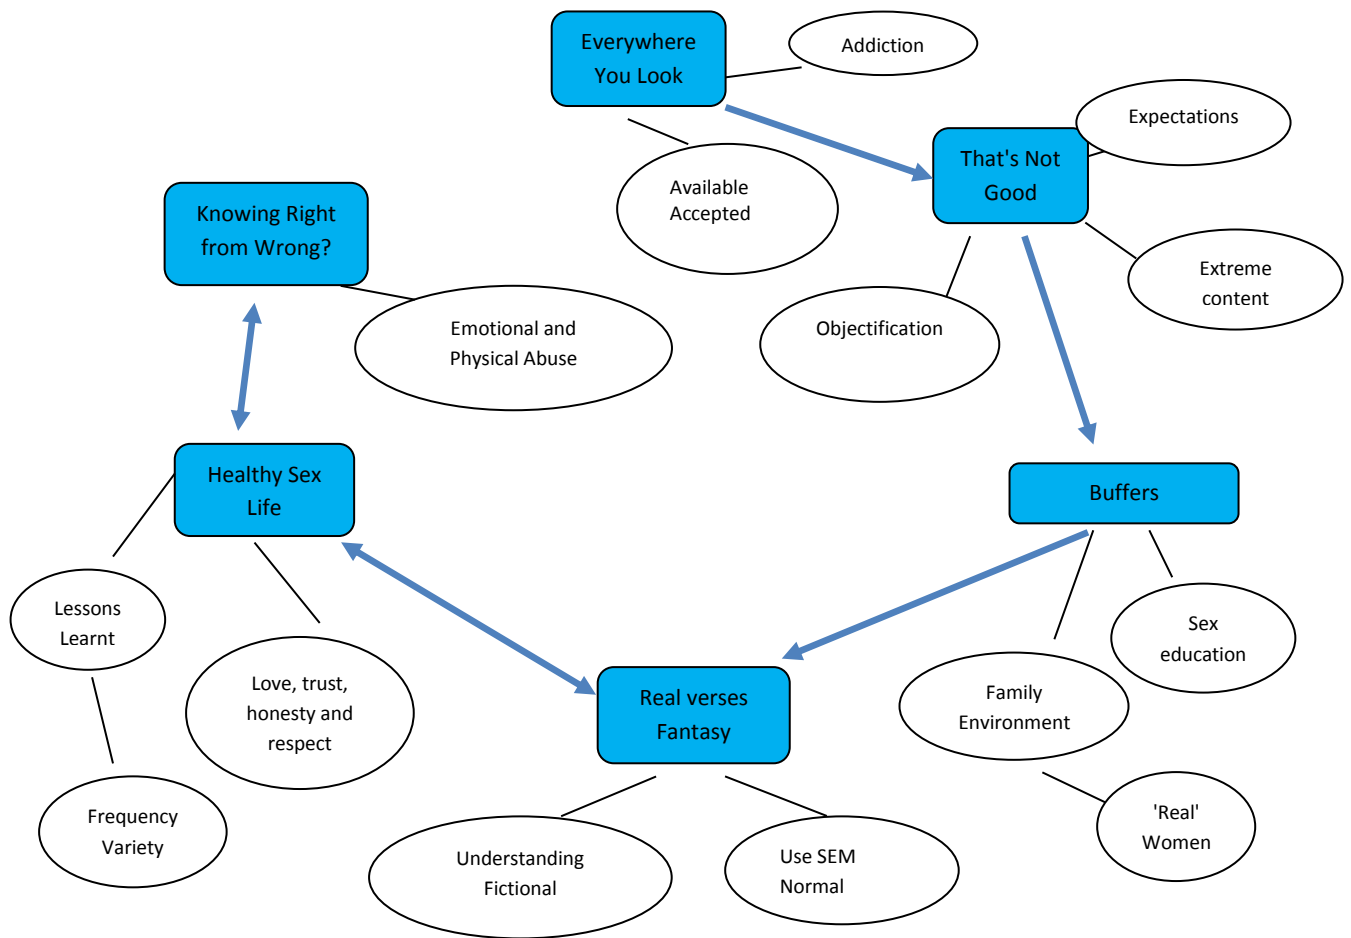 Everywhere
You Look
Addiction
Expectations
That's Not
Good
Available
Accepted
Knowing Right
from Wrong?
Extreme
content
Emotional and
Physical Abuse
Objectification
Healthy Sex
Life
Buffers
Lessons
Learnt
Sex
education
Love, trust,
honesty and
respect
Real verses
Fantasy
Family
Environment
Frequency
Variety
'Real'
Women
Understanding
Fictional
Use SEM
Normal